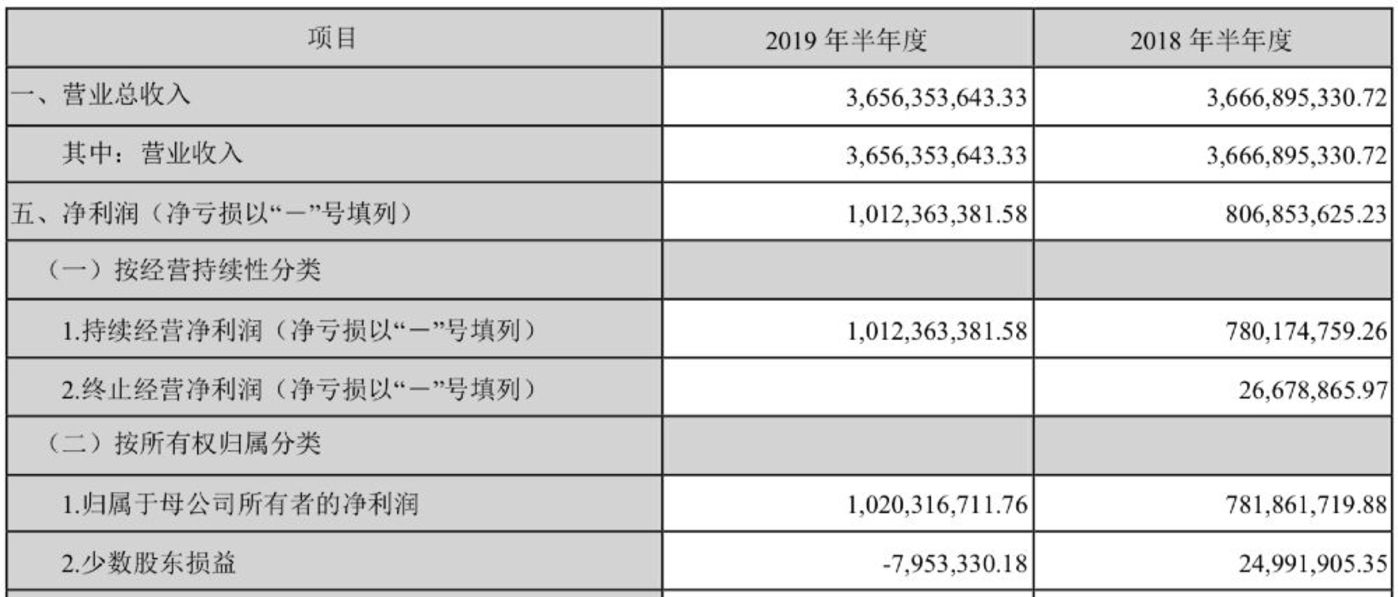 项目 2019 年半年度 2018 年半年度
一、营业总收入 3,656,353,643.33 3,666,895,330.72
其中：营业收入 3,656,353,643.33 3,666,895,330.72
五、净利润（净亏损以“－”号填列） 1,012,363,381.58 806,853,625.23
（一）按经营持续性分类
1.持续经营净利润（净亏损以“－”号填列） 1,012,363,381.58 780,174,759.26
2.终止经营净利润（净亏损以“－”号填列） 26,678,865.97
（二）按所有权归属分类
1.归属于母公司所有者的净利润 1,020,316,711.76 781,861,719.88
2.少数股东损益 -7,953,330.18 24,991,905.35